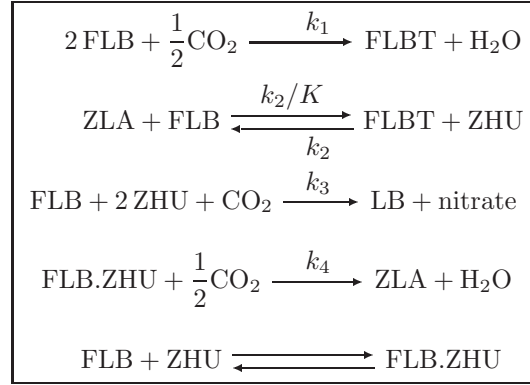 2 FLB + 1/2 CO₂ —k₁→ FLBT + H₂O
ZLA + FLB ⇄ (k₂/K, k₂) FLBT + ZHU
FLB + 2 ZHU + CO₂ —k₃→ LB + nitrate
FLB.ZHU + 1/2 CO₂ —k₄→ ZLA + H₂O
FLB + ZHU ⇄ FLB.ZHU